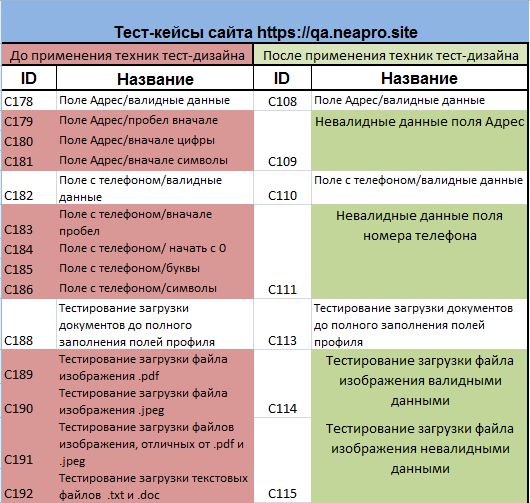 Тест-кейсы сайта https://qa.neapro.site
До применения техник тест-дизайна После применения техник тест-дизайна
ID Название ID Название
C178 Поле Адрес/валидные данные C108 Поле Адрес/валидные данные
C179 Поле Адрес/пробел вначале Невалидные данные поля Адрес
C180 Поле Адрес/вначале цифры
C181 Поле Адрес/вначале символы C109
Поле с телефоном/валидные C110 Поле с телефоном/валидные данные
C182 данные
Поле с телефоном/вначале Невалидные данные поля
C183 пробел номера телефона
C184 Поле с телефоном/ начать с 0
C185 Поле с телефоном/буквы
C186 Поле с телефоном/символы C111
Тестирование загрузки Тестирование загрузки документов
документов до полного до полного заполнения полей
C188 заполнения полей профиля C113 профиля
Тестирование загрузки файла Тестирование загрузки файла
C189 изображения .pdf изображения валидными
Тестирование загрузки файла данными
C190 изображения .jpeg C114
Тестирование загрузки файлов Тестирование загрузки файла
изображения, отличных от .pdf и изображения невалидными
C191 .jpeg данными
Тестирование загрузки текстовых
C192 файлов .txt и .doc C115